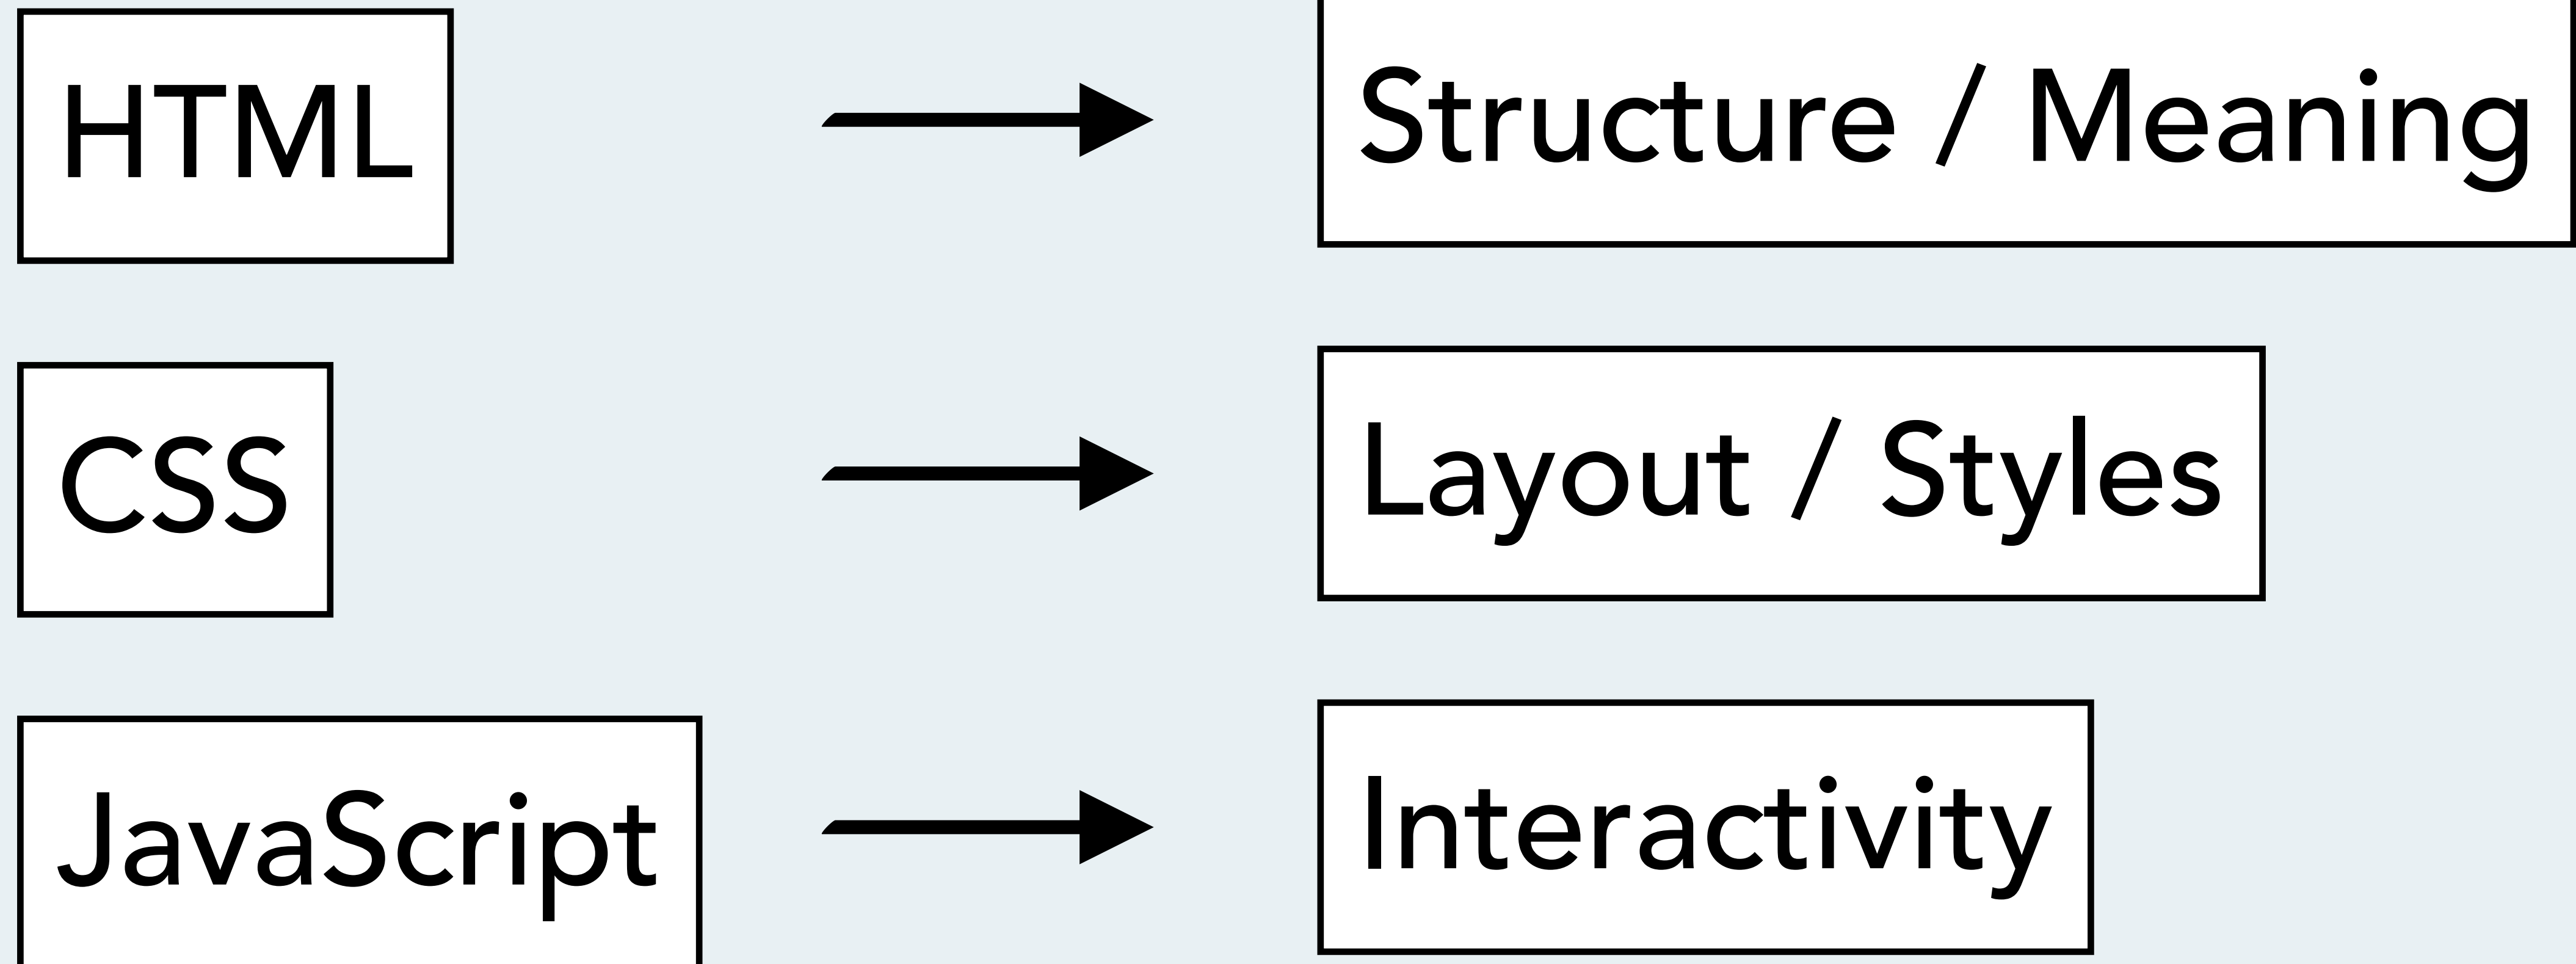 HTML
Structure / Meaning
CSS
Layout / Styles
JavaScript
Interactivity